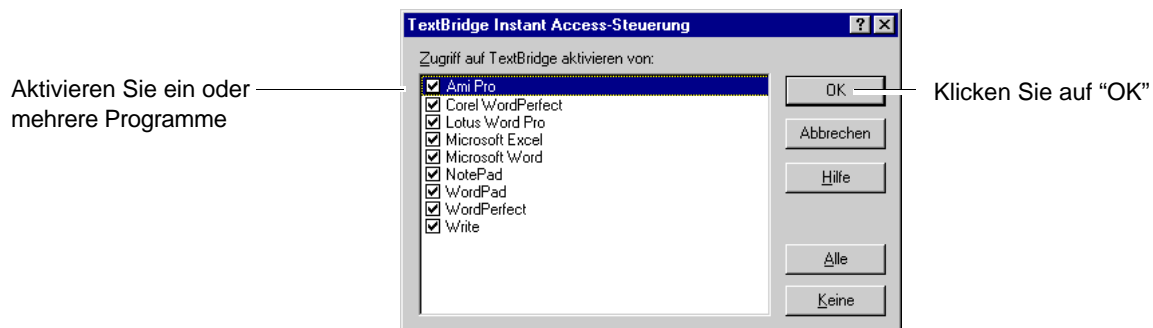 TextBridge Instant Access-Steuerung
Zugriff auf TextBridge aktivieren von:
Aktivieren Sie ein oder
mehrere Programme
Ami Pro
Corel WordPerfect
Lotus Word Pro
Microsoft Excel
Microsoft Word
NotePad
WordPad
WordPerfect
Write
OK
Abbrechen
Hilfe
Alle
Keine
Klicken Sie auf “OK”